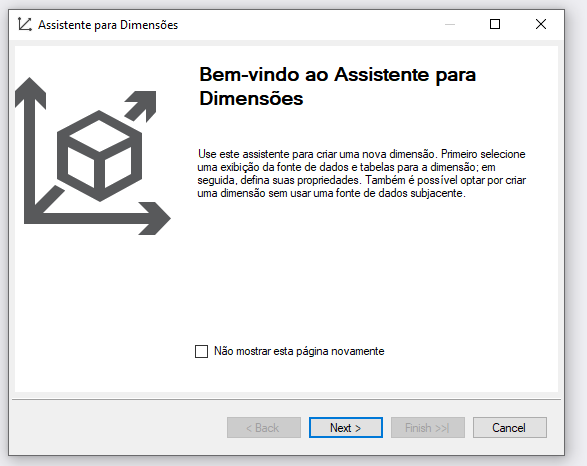 Assistente para Dimensões
Bem-vindo ao Assistente para
Dimensões
Use este assistente para criar uma nova dimensão. Primeiro selecione
uma exibição da fonte de dados e tabelas para a dimensão; em
seguida, defina suas propriedades. Também é possível optar por criar
uma dimensão sem usar uma fonte de dados subjacente.
Não mostrar esta página novamente
< Back
Next >
Finish >>|
Cancel